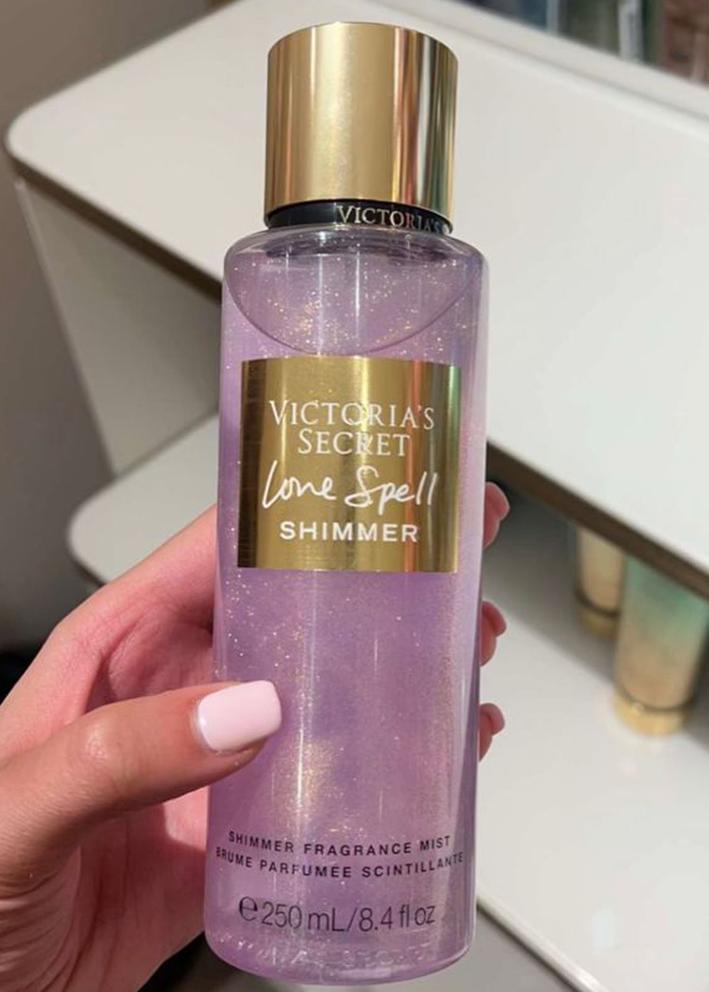 VICTORIA'S
VICTORIA'S
SECRET
Love Spell
SHIMMER
SHIMMER FRAGRANCE MIST
BRUME PARFUMÉE SCINTILLANTE
℮ 250 mL/8.4 fl oz